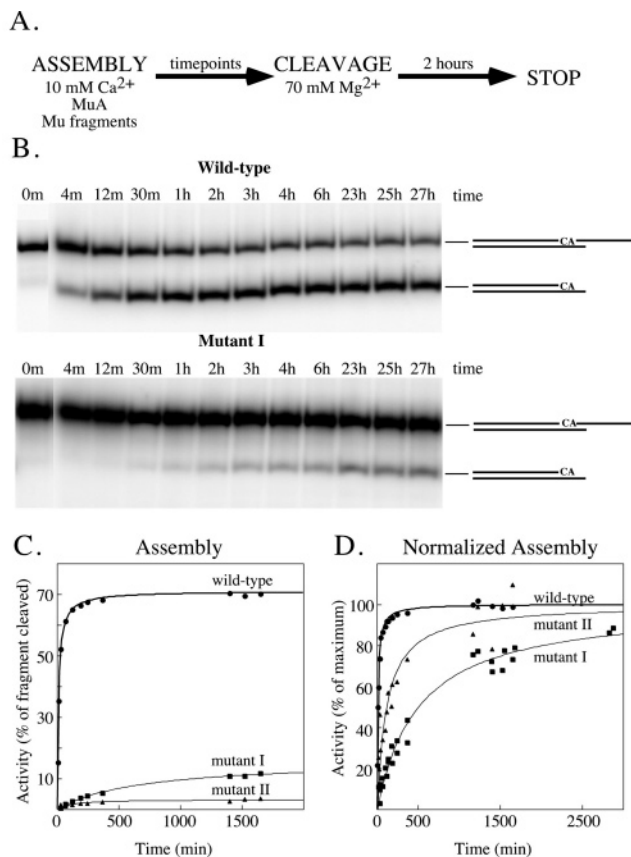 A.
ASSEMBLY timepoints CLEAVAGE 2 hours STOP
10 mM Ca2+ 70 mM Mg2+
MuA
Mu fragments
B.
Wild-type
0m 4m 12m 30m 1h 2h 3h 4h 6h 23h 25h 27h time
CA
CA
Mutant I
0m 4m 12m 30m 1h 2h 3h 4h 6h 23h 25h 27h time
CA
CA
C. Assembly
Activity (% of fragment cleaved)
70
50
30
10
wild-type
mutant I
mutant II
0 500 1000 1500
Time (min)
D. Normalized Assembly
Activity (% of maximum)
100
80
60
40
20
wild-type
mutant II
mutant I
0 500 1500 2500
Time (min)